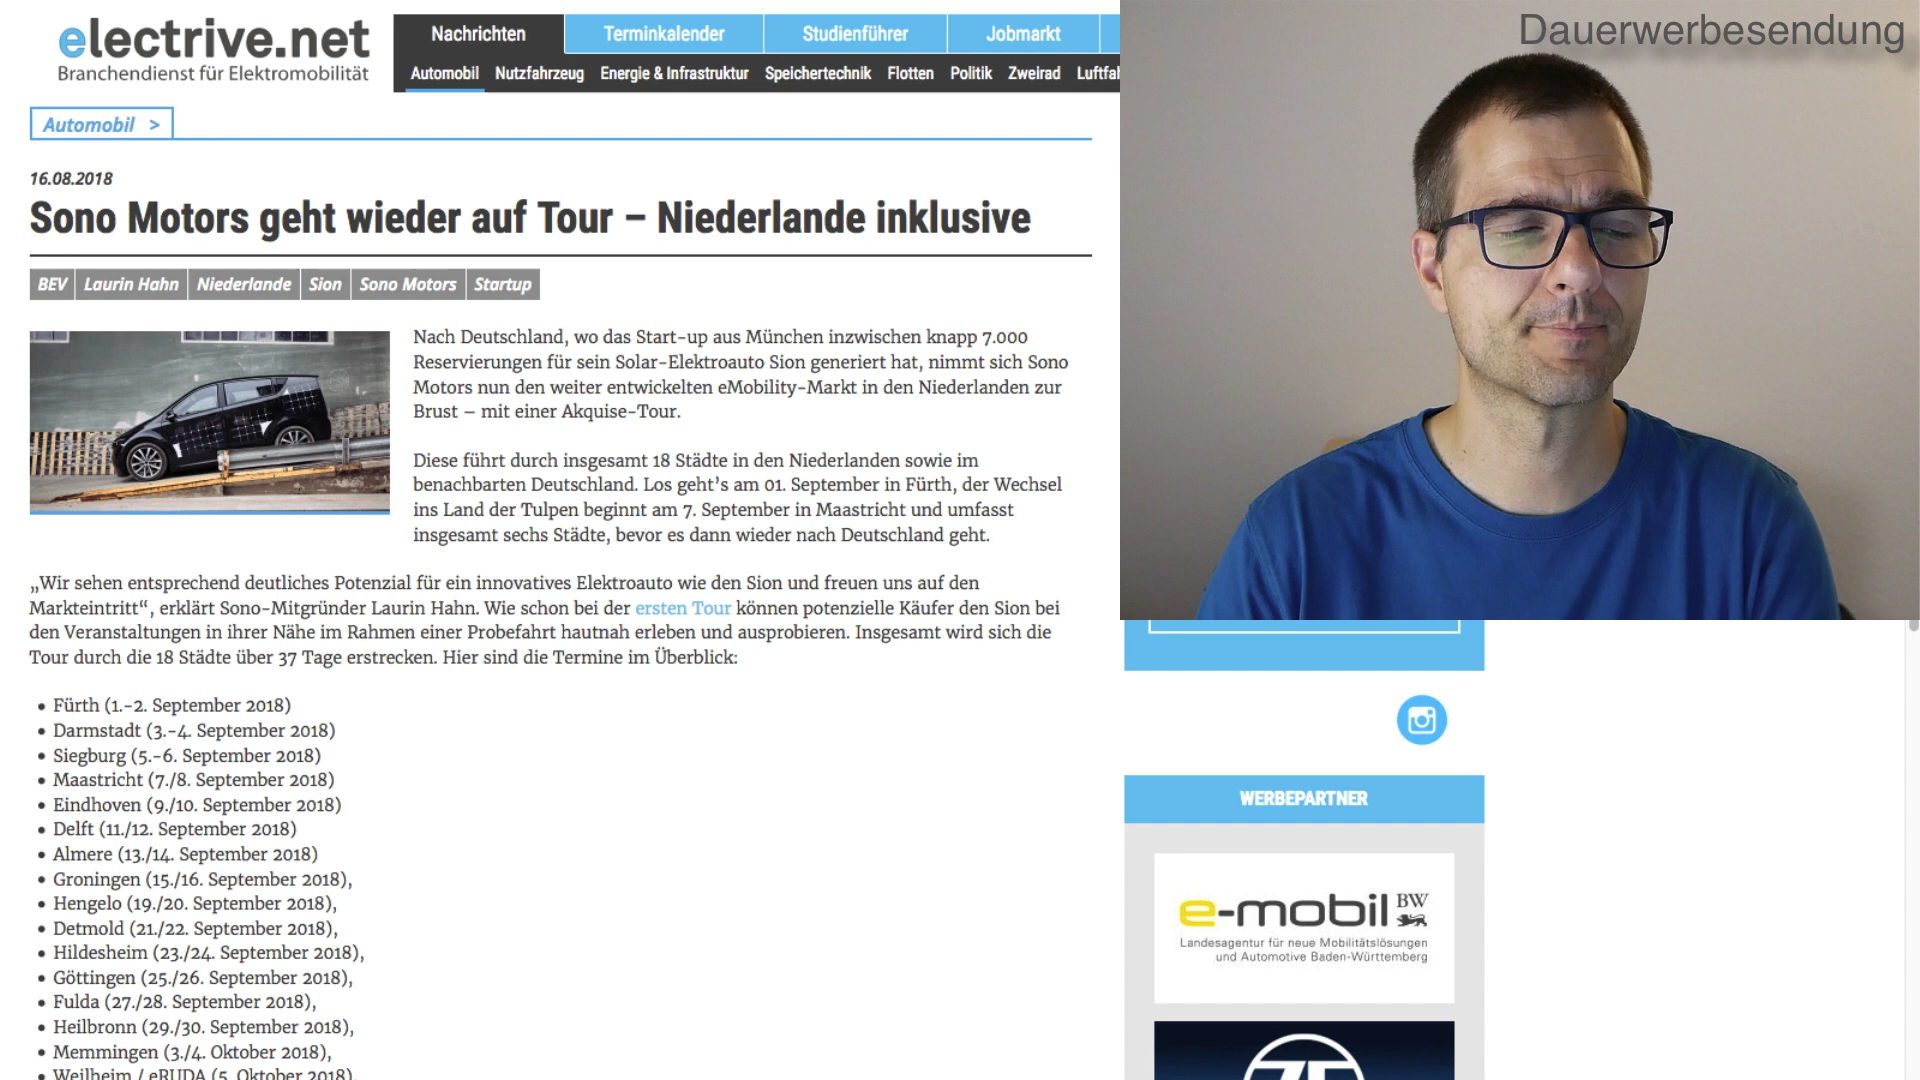 electrive.net
Branchendienst für Elektromobilität
Nachrichten
Terminkalender
Studienführer
Jobmarkt
Automobil
Nutzfahrzeug
Energie & Infrastruktur
Speichertechnik
Flotten
Politik
Zweirad
Luftfah
Dauerwerbesendung
Automobil >
16.08.2018
Sono Motors geht wieder auf Tour – Niederlande inklusive
BEV
Laurin Hahn
Niederlande
Sion
Sono Motors
Startup
Nach Deutschland, wo das Start-up aus München inzwischen knapp 7.000
Reservierungen für sein Solar-Elektroauto Sion generiert hat, nimmt sich Sono
Motors nun den weiter entwickelten eMobility-Markt in den Niederlanden zur
Brust – mit einer Akquise-Tour.
Diese führt durch insgesamt 18 Städte in den Niederlanden sowie im
benachbarten Deutschland. Los geht’s am 01. September in Fürth, der Wechsel
ins Land der Tulpen beginnt am 7. September in Maastricht und umfasst
insgesamt sechs Städte, bevor es dann wieder nach Deutschland geht.
„Wir sehen entsprechend deutliches Potenzial für ein innovatives Elektroauto wie den Sion und freuen uns auf den
Markteintritt“, erklärt Sono-Mitgründer Laurin Hahn. Wie schon bei der ersten Tour können potenzielle Käufer den Sion bei
den Veranstaltungen in ihrer Nähe im Rahmen einer Probefahrt hautnah erleben und ausprobieren. Insgesamt wird sich die
Tour durch die 18 Städte über 37 Tage erstrecken. Hier sind die Termine im Überblick:
• Fürth (1.-2. September 2018)
• Darmstadt (3.-4. September 2018)
• Siegburg (5.-6. September 2018)
• Maastricht (7./8. September 2018)
• Eindhoven (9./10. September 2018)
• Delft (11./12. September 2018)
• Almere (13./14. September 2018)
• Groningen (15./16. September 2018),
• Hengelo (19./20. September 2018),
• Detmold (21./22. September 2018),
• Hildesheim (23./24. September 2018),
• Göttingen (25./26. September 2018),
• Fulda (27./28. September 2018),
• Heilbronn (29./30. September 2018),
• Memmingen (3./4. Oktober 2018),
• Weilheim / eRUDA (5. Oktober 2018),
WERBEPARTNER
e-mobil BW
Landesagentur für neue Mobilitätslösungen
und Automotive Baden-Württemberg
ZF